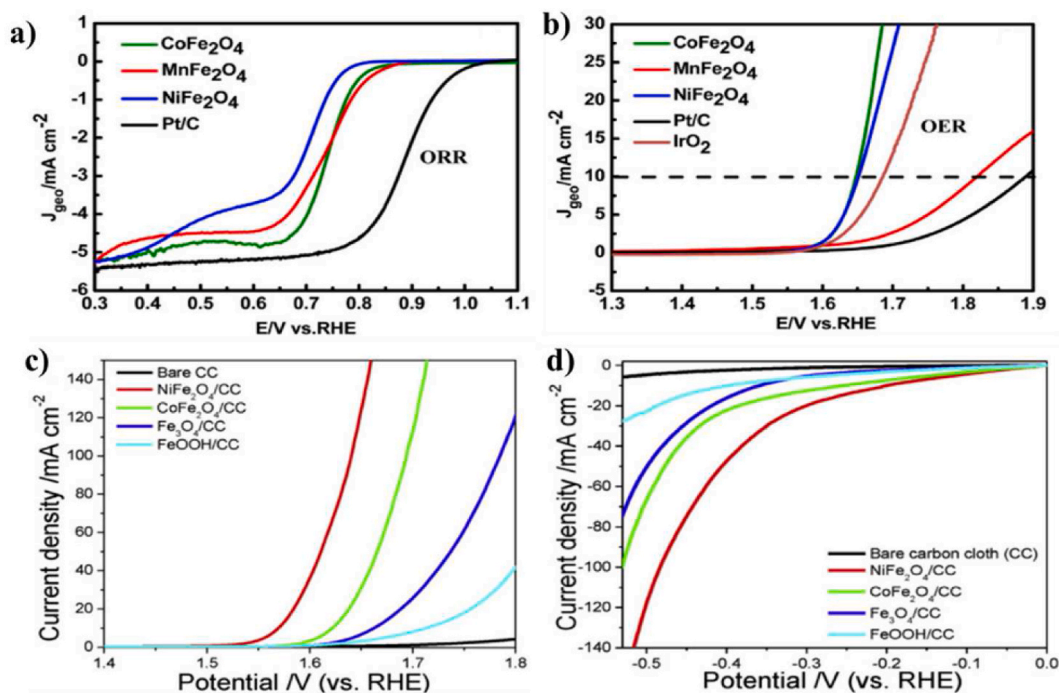 a)
CoFe₂O₄
MnFe₂O₄
NiFe₂O₄
Pt/C
ORR
J_geo/mA cm⁻²
0
-1
-2
-3
-4
-5
-6
0.3 0.4 0.5 0.6 0.7 0.8 0.9 1.0 1.1
E/V vs.RHE
b)
CoFe₂O₄
MnFe₂O₄
NiFe₂O₄
Pt/C
IrO₂
OER
J_geo/mA cm⁻²
30
25
20
15
10
5
0
-5
1.3 1.4 1.5 1.6 1.7 1.8 1.9
E/V vs.RHE
c)
Bare CC
NiFe₂O₄/CC
CoFe₂O₄/CC
Fe₃O₄/CC
FeOOH/CC
Current density /mA cm⁻²
140
120
100
80
60
40
20
0
1.4 1.5 1.6 1.7 1.8
Potential /V (vs. RHE)
d)
Bare carbon cloth (CC)
NiFe₂O₄/CC
CoFe₂O₄/CC
Fe₃O₄/CC
FeOOH/CC
Current density /mA cm⁻²
0
-20
-40
-60
-80
-100
-120
-140
-0.5 -0.4 -0.3 -0.2 -0.1 0.0
Potential /V (vs. RHE)